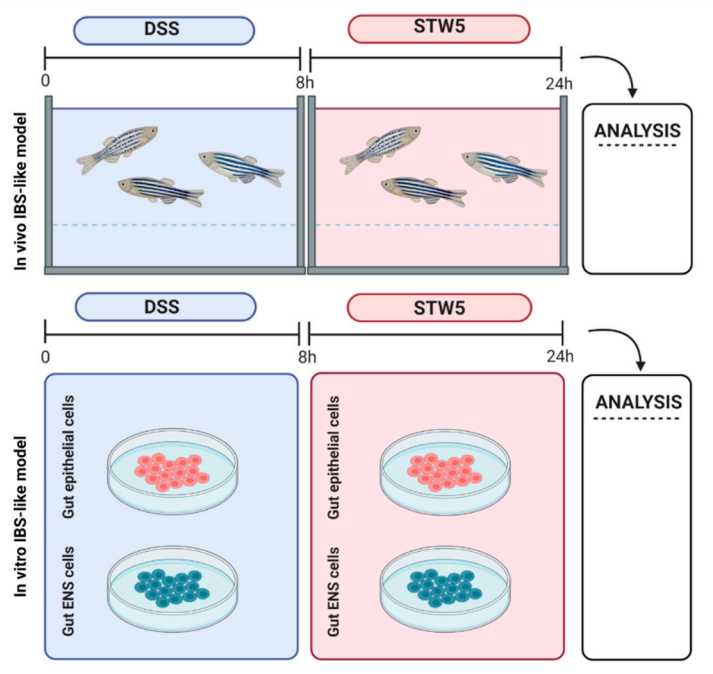 DSS
STW5
0
8h
24h
In vivo IBS-like model
ANALYSIS
DSS
STW5
0
8h
24h
In vitro IBS-like model
Gut epithelial cells
Gut epithelial cells
ANALYSIS
Gut ENS cells
Gut ENS cells